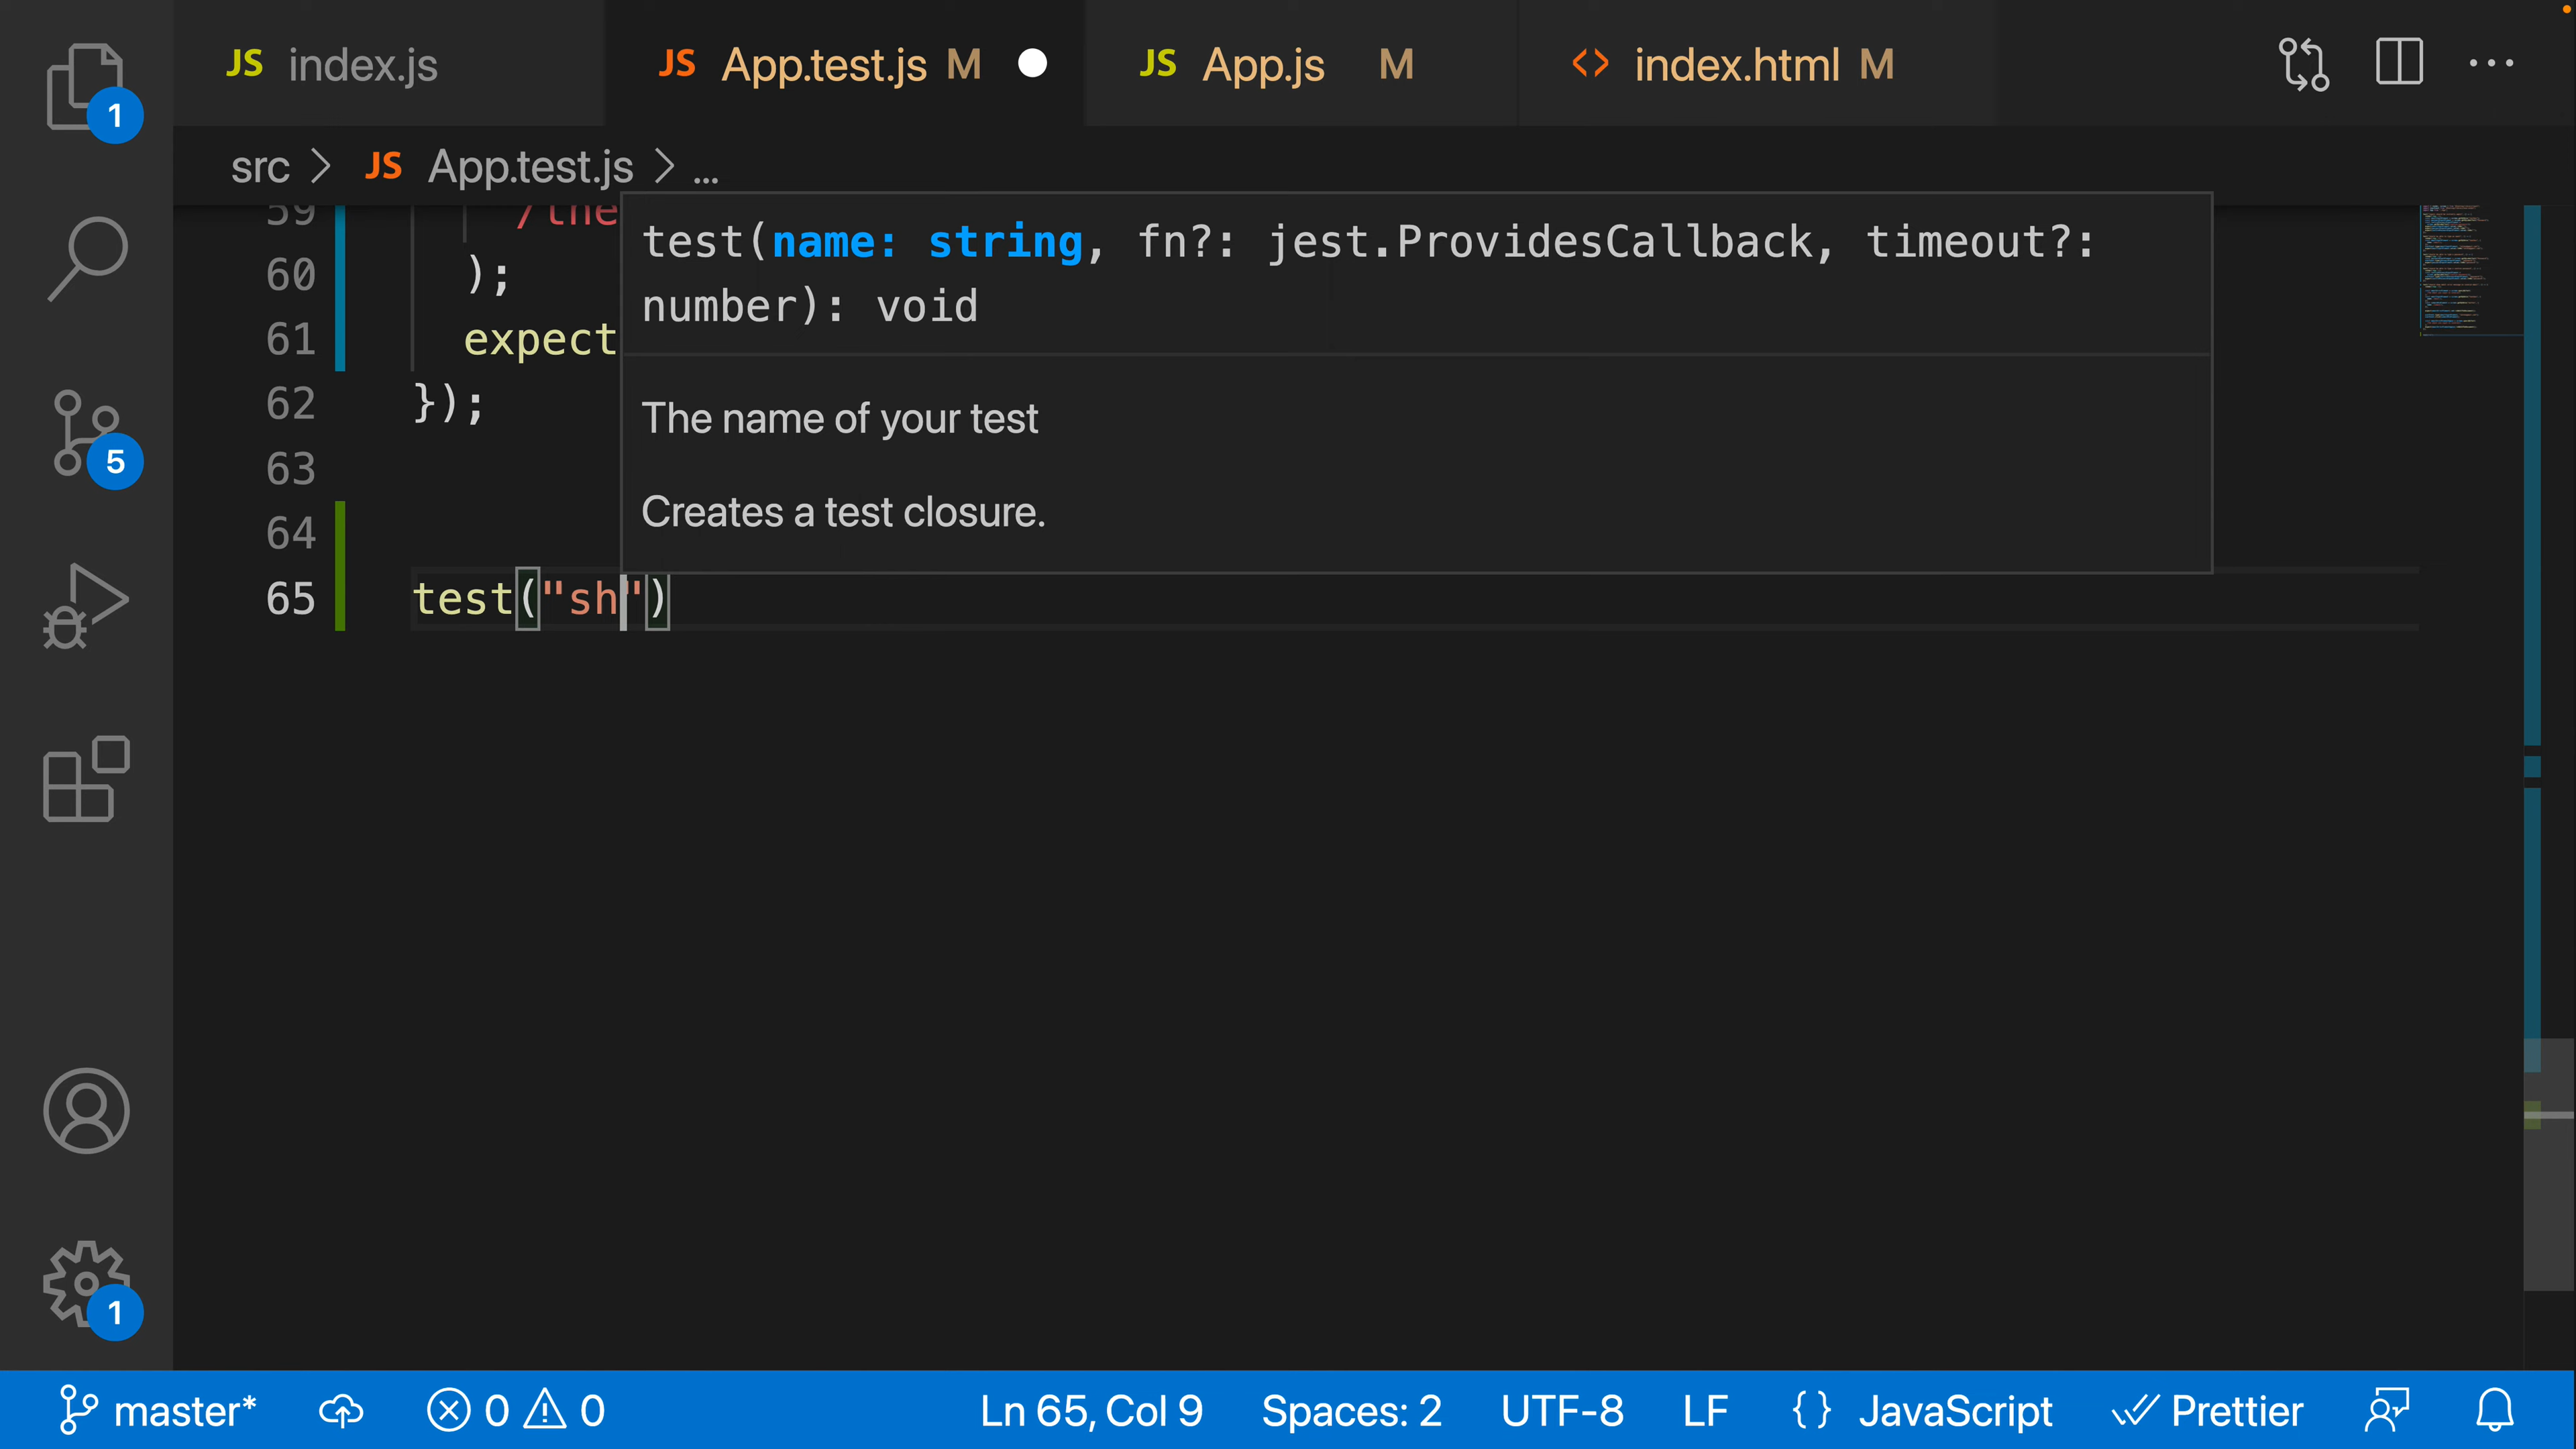 JS index.js
JS App.test.js M
JS App.js M
<> index.html M
src > JS App.test.js > ...
59 /the
60 );
61 expect
62 });
63
64
65 test("sh")
test(name: string, fn?: jest.ProvidesCallback, timeout?:
number): void
The name of your test
Creates a test closure.
1
5
1
master* 0 0 Ln 65, Col 9 Spaces: 2 UTF-8 LF {} JavaScript Prettier